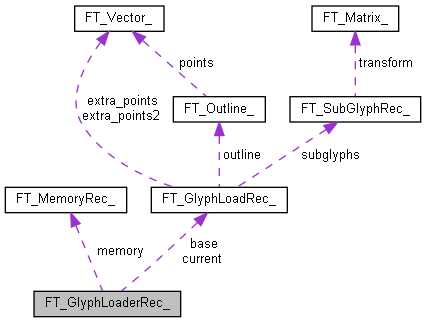 FT_Vector_
FT_Matrix_
points
transform
extra_points
extra_points2
FT_Outline_
FT_SubGlyphRec_
outline
subglyphs
FT_MemoryRec_
FT_GlyphLoadRec_
memory
base
current
FT_GlyphLoaderRec_